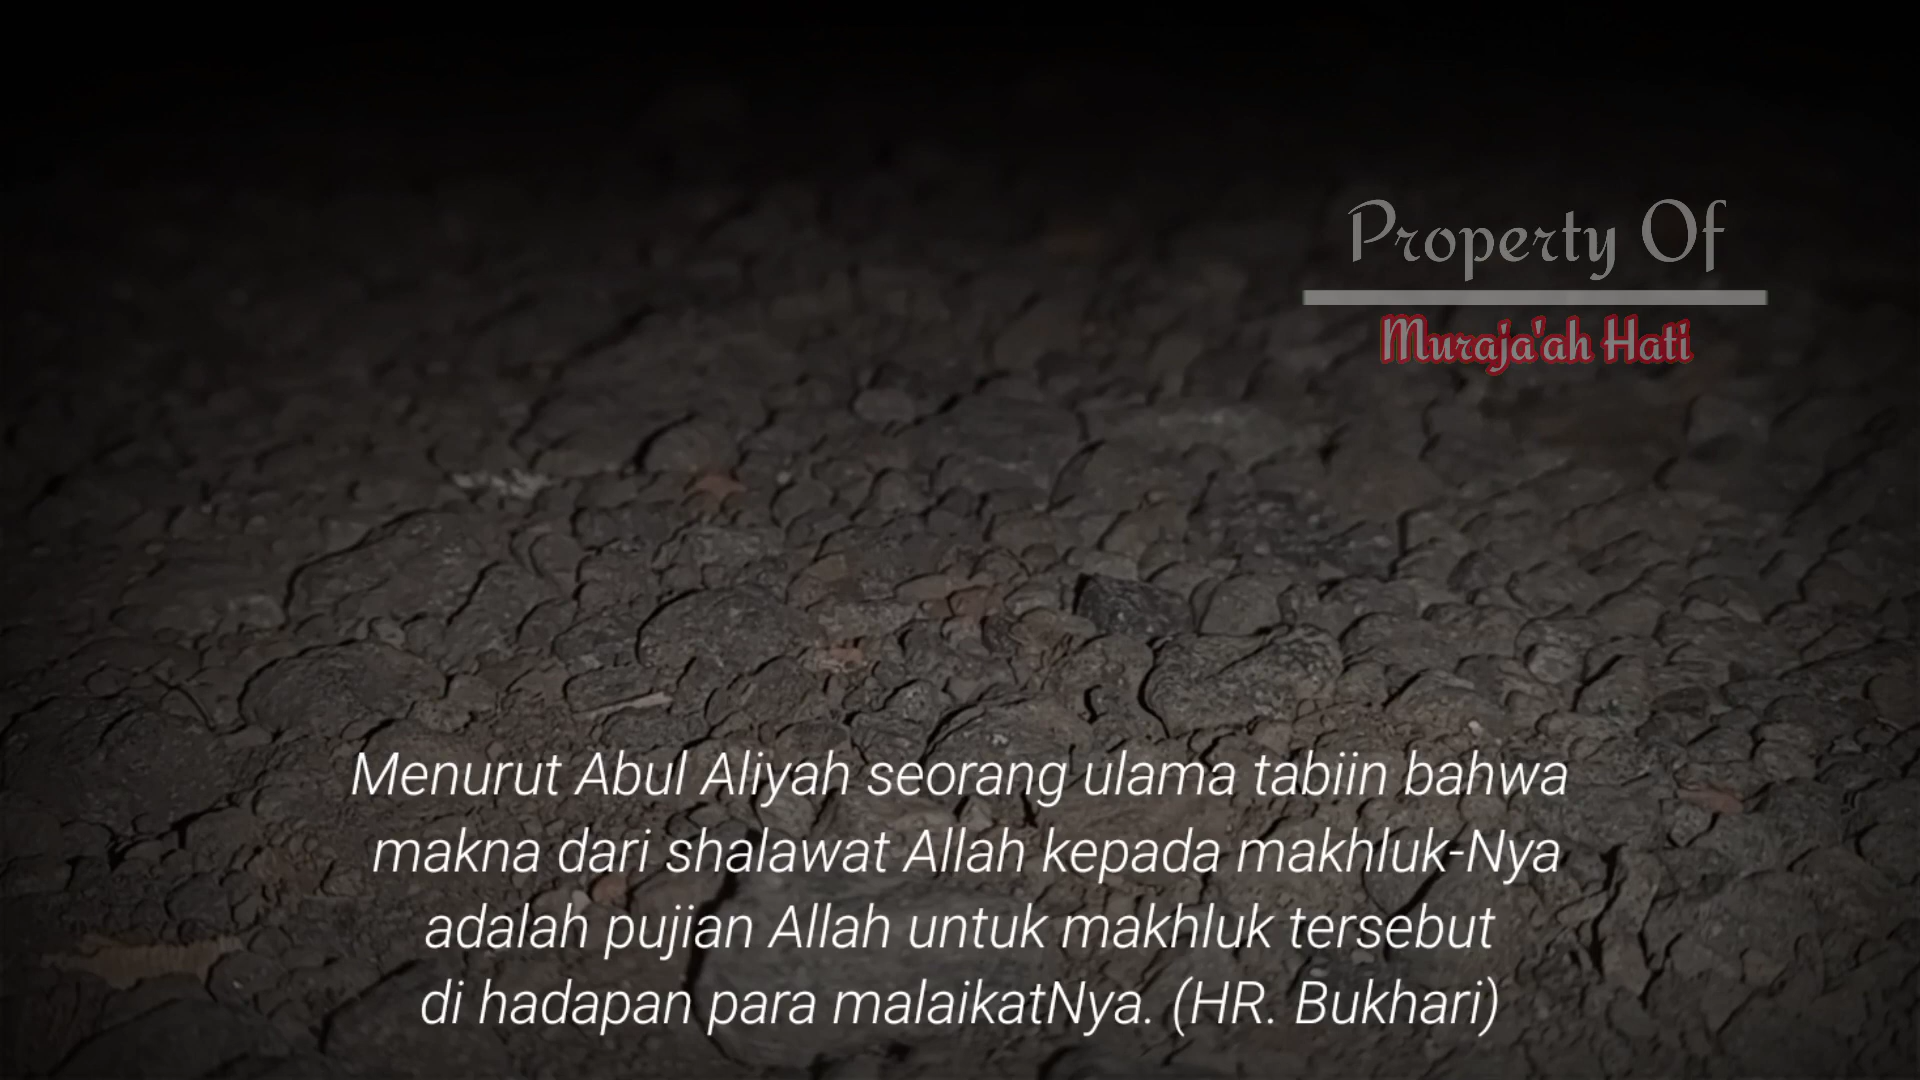 Property Of
Muraja'ah Hati
Menurut Abul Aliyah seorang ulama tabiin bahwa
makna dari shalawat Allah kepada makhluk-Nya
adalah pujian Allah untuk makhluk tersebut
di hadapan para malaikatNya. (HR. Bukhari)